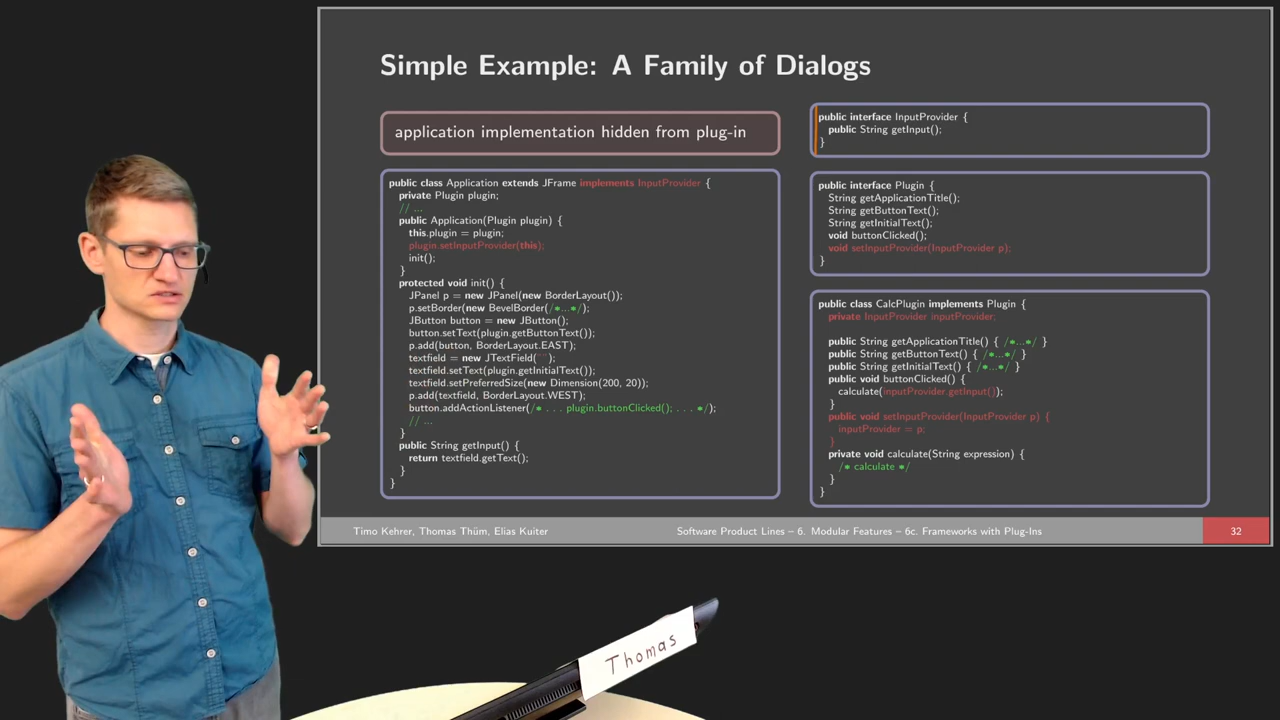 Simple Example: A Family of Dialogs
application implementation hidden from plug-in
public class Application extends JFrame implements InputProvider {
private Plugin plugin;
// ...
public Application(Plugin plugin) {
this.plugin = plugin;
plugin.setInputProvider(this);
init();
}
protected void init() {
JPanel p = new JPanel(new BorderLayout());
p.setBorder(new BevelBorder(/*...*/);
JButton button = new JButton();
button.setText(plugin.getButtonText());
p.add(button, BorderLayout.EAST);
textfield = new JTextField("");
textfield.setText(plugin.getInitialText());
textfield.setPreferredSize(new Dimension(200, 20));
p.add(textfield, BorderLayout.WEST);
button.addActionListener(/* . . . plugin.buttonClicked(); . . . */);
// ...
}
public String getInput() {
return textfield.getText();
}
}
public interface InputProvider {
public String getInput();
}
public interface Plugin {
String getApplicationTitle();
String getButtonText();
String getInitialText();
void buttonClicked();
void setInputProvider(InputProvider p);
}
public class CalcPlugin implements Plugin {
private InputProvider inputProvider;
public String getApplicationTitle() { /*...*/ }
public String getButtonText() { /*...*/ }
public String getInitialText() { /*...*/ }
public void buttonClicked() {
calculate(inputProvider.getInput());
}
public void setInputProvider(InputProvider p) {
inputProvider = p;
}
private void calculate(String expression) {
/* calculate */
}
}
Timo Kehrer, Thomas Thüm, Elias Kuiter
Software Product Lines – 6. Modular Features – 6c. Frameworks with Plug-Ins
32
Thomas